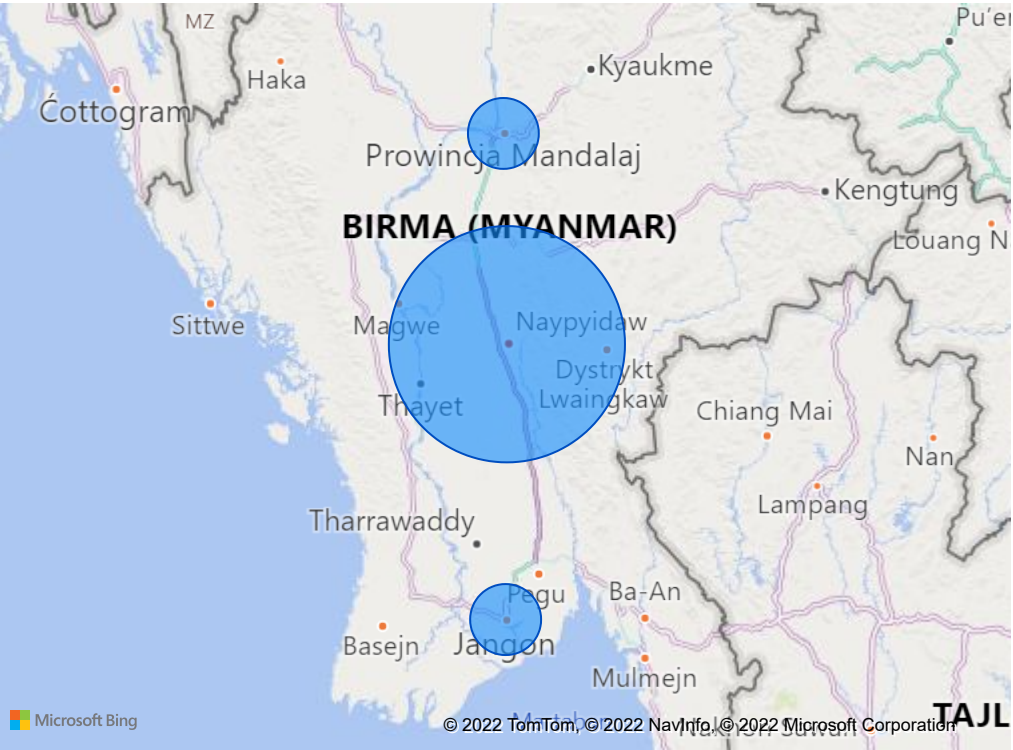 MZ
Pu'er
Haka
Kyaukme
Ćottogram
Prowincja Mandalaj
Kengtung
BIRMA (MYANMAR)
Louang N
Sittwe
Magwe
Naypyidaw
Dystrykt
Lwaingkaw
Thayet
Chiang Mai
Nan
Lampang
Tharrawaddy
Pegu
Ba-An
Basejn
Jangon
Mulmejn
TAJL
Microsoft Bing
© 2022 TomTom, © 2022 NavInfo, © 2022 Microsoft Corporation